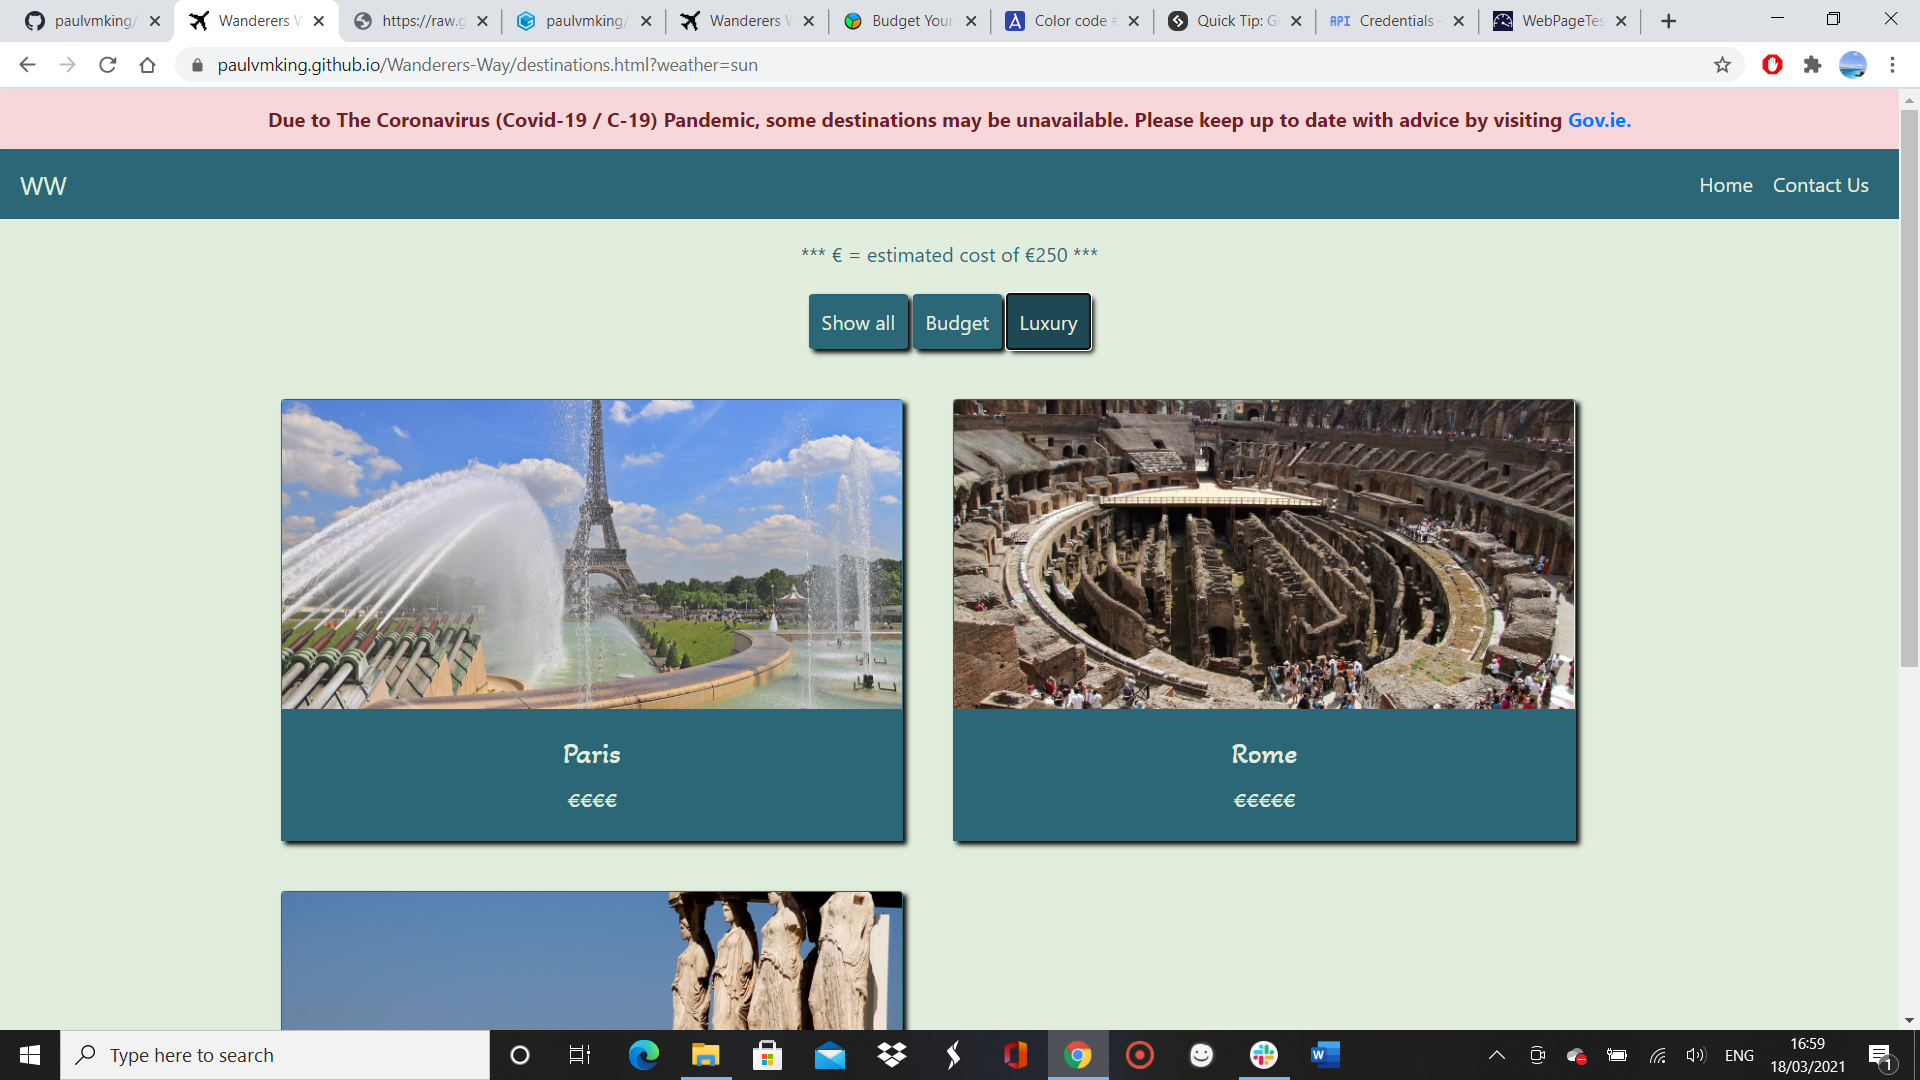 paulvmking/
Wanderers W
https://raw.g
paulvmking/
Wanderers W
Budget Your
Color code #
Quick Tip: G
API Credentials -
WebPageTes
paulvmking.github.io/Wanderers-Way/destinations.html?weather=sun
Due to The Coronavirus (Covid-19 / C-19) Pandemic, some destinations may be unavailable. Please keep up to date with advice by visiting Gov.ie.
WW
Home Contact Us
*** € = estimated cost of €250 ***
Show all Budget Luxury
Paris
€€€€
Rome
€€€€€
Type here to search
W
ENG
16:59
18/03/2021
1